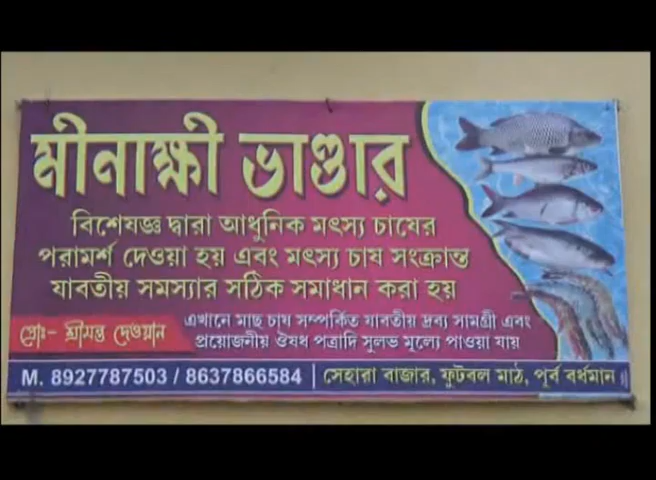 মীনাক্ষী ভাণ্ডার
বিশেষজ্ঞ দ্বারা আধুনিক মৎস্য চাষের
পরামর্শ দেওয়া হয় এবং মৎস্য চাষ সংক্রান্ত
যাবতীয় সমস্যার সঠিক সমাধান করা হয়
প্রোঃ- শ্রীমন্ত দেওয়ান
এখানে মাছ চাষ সম্পর্কিত যাবতীয় দ্রব্য সামগ্রী এবং
প্রয়োজনীয় ঔষধ পত্রাদি সুলভ মূল্যে পাওয়া যায়
M. 8927787503 / 8637866584 | সেহারা বাজার, ফুটবল মাঠ, পূর্ব বর্ধমান